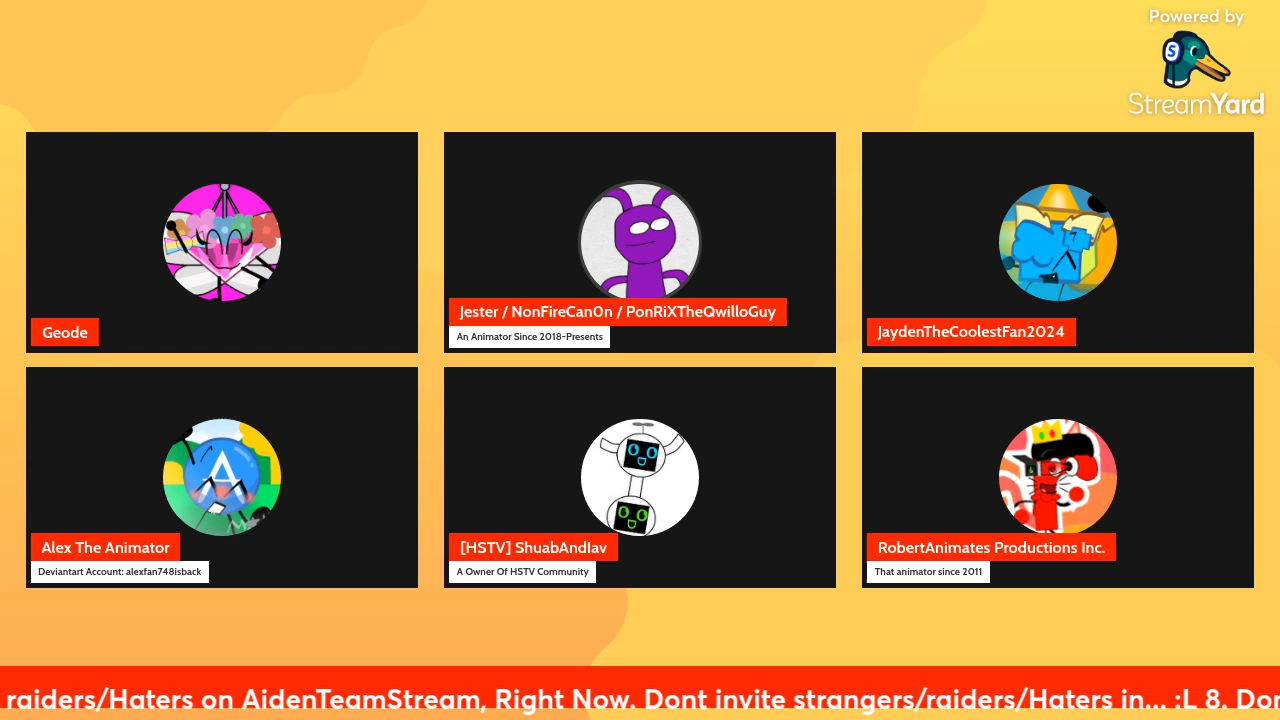 Powered by
StreamYard
Geode
Jester / NonFireCan0n / PonRiXTheQwilloGuy
An Animator Since 2018-Presents
JaydenTheCoolestFan2024
Alex The Animator
Deviantart Account: alexfan748isback
[HSTV] ShuabAndIav
A Owner Of HSTV Community
RobertAnimates Productions Inc.
That animator since 2011
raiders/Haters on AidenTeamStream, Right Now. Dont invite strangers/raiders/Haters in... :L 8. Don